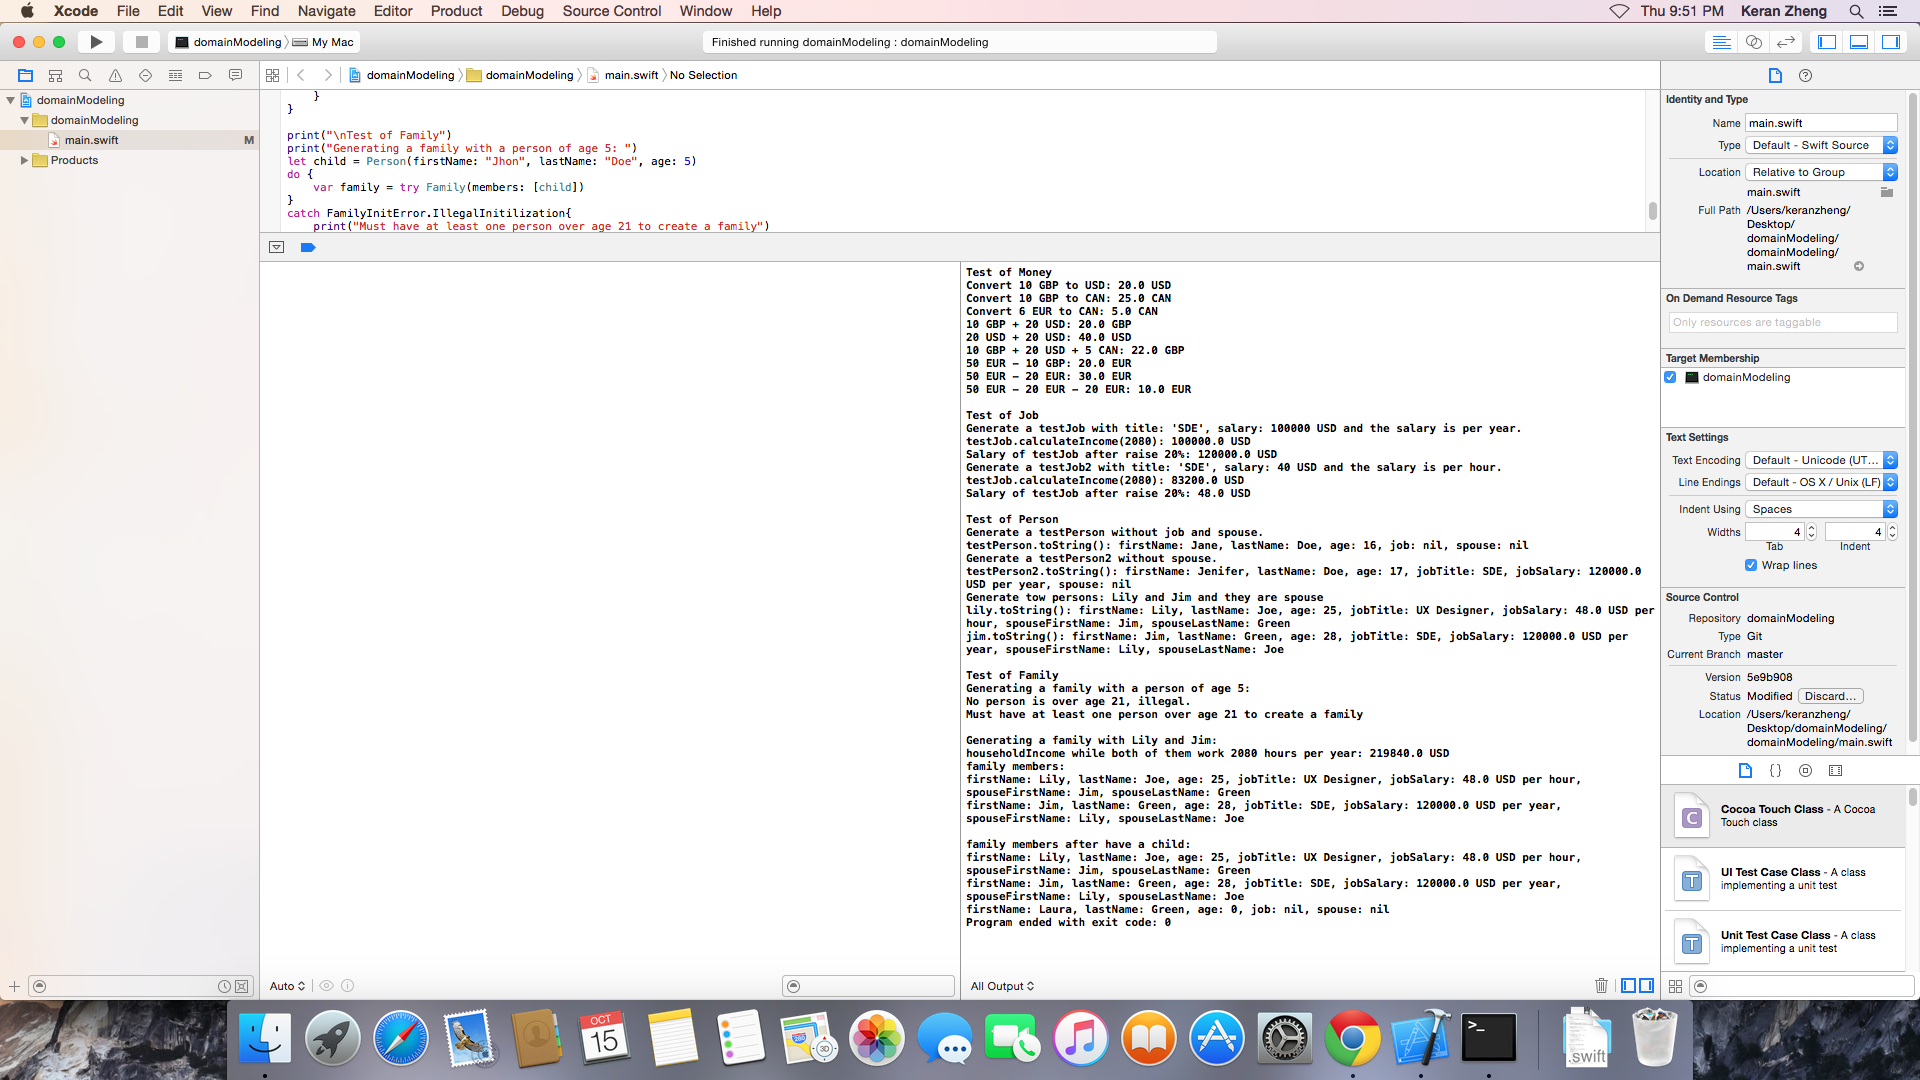 Xcode File Edit View Find Navigate Editor Product Debug Source Control Window Help Thu 9:51 PM Keran Zheng
domainModeling My Mac Finished running domainModeling : domainModeling
domainModeling domainModeling main.swift No Selection
domainModeling
domainModeling
main.swift M
Products
}
}
print("\nTest of Family")
print("Generating a family with a person of age 5: ")
let child = Person(firstName: "Jhon", lastName: "Doe", age: 5)
do {
var family = try Family(members: [child])
}
catch FamilyInitError.IllegalInitilization{
print("Must have at least one person over age 21 to create a family")
Test of Money
Convert 10 GBP to USD: 20.0 USD
Convert 10 GBP to CAN: 25.0 CAN
Convert 6 EUR to CAN: 5.0 CAN
10 GBP + 20 USD: 20.0 GBP
20 USD + 20 USD: 40.0 USD
10 GBP + 20 USD + 5 CAN: 22.0 GBP
50 EUR - 10 GBP: 20.0 EUR
50 EUR - 20 EUR: 30.0 EUR
50 EUR - 20 EUR - 20 EUR: 10.0 EUR
Test of Job
Generate a testJob with title: 'SDE', salary: 100000 USD and the salary is per year.
testJob.calculateIncome(2080): 100000.0 USD
Salary of testJob after raise 20%: 120000.0 USD
Generate a testJob2 with title: 'SDE', salary: 40 USD and the salary is per hour.
testJob.calculateIncome(2080): 83200.0 USD
Salary of testJob after raise 20%: 48.0 USD
Test of Person
Generate a testPerson without job and spouse.
testPerson.toString(): firstName: Jane, lastName: Doe, age: 16, job: nil, spouse: nil
Generate a testPerson2 without spouse.
testPerson2.toString(): firstName: Jenifer, lastName: Doe, age: 17, jobTitle: SDE, jobSalary: 120000.0
USD per year, spouse: nil
Generate tow persons: Lily and Jim and they are spouse
lily.toString(): firstName: Lily, lastName: Joe, age: 25, jobTitle: UX Designer, jobSalary: 48.0 USD per
hour, spouseFirstName: Jim, spouseLastName: Green
jim.toString(): firstName: Jim, lastName: Green, age: 28, jobTitle: SDE, jobSalary: 120000.0 USD per
year, spouseFirstName: Lily, spouseLastName: Joe
Test of Family
Generating a family with a person of age 5:
No person is over age 21, illegal.
Must have at least one person over age 21 to create a family
Generating a family with Lily and Jim:
householdIncome while both of them work 2080 hours per year: 219840.0 USD
family members:
firstName: Lily, lastName: Joe, age: 25, jobTitle: UX Designer, jobSalary: 48.0 USD per hour,
spouseFirstName: Jim, spouseLastName: Green
firstName: Jim, lastName: Green, age: 28, jobTitle: SDE, jobSalary: 120000.0 USD per year,
spouseFirstName: Lily, spouseLastName: Joe
family members after have a child:
firstName: Lily, lastName: Joe, age: 25, jobTitle: UX Designer, jobSalary: 48.0 USD per hour,
spouseFirstName: Jim, spouseLastName: Green
firstName: Jim, lastName: Green, age: 28, jobTitle: SDE, jobSalary: 120000.0 USD per year,
spouseFirstName: Lily, spouseLastName: Joe
firstName: Laura, lastName: Green, age: 0, job: nil, spouse: nil
Program ended with exit code: 0
Auto
All Output
Identity and Type
Name main.swift
Type Default - Swift Source
Location Relative to Group
main.swift
Full Path /Users/keranzheng/
Desktop/
domainModeling/
domainModeling/
main.swift
On Demand Resource Tags
Only resources are taggable
Target Membership
domainModeling
Text Settings
Text Encoding Default - Unicode (UT...
Line Endings Default - OS X / Unix (LF)
Indent Using Spaces
Widths 4 4
Tab Indent
Wrap lines
Source Control
Repository domainModeling
Type Git
Current Branch master
Version 5e9b908
Status Modified Discard...
Location /Users/keranzheng/
Desktop/domainModeling/
domainModeling/main.swift
{}
C
Cocoa Touch Class - A Cocoa
Touch class
T
UI Test Case Class - A class
implementing a unit test
T
Unit Test Case Class - A class
implementing a unit test
OCT
15
280
3D
>_
.swift